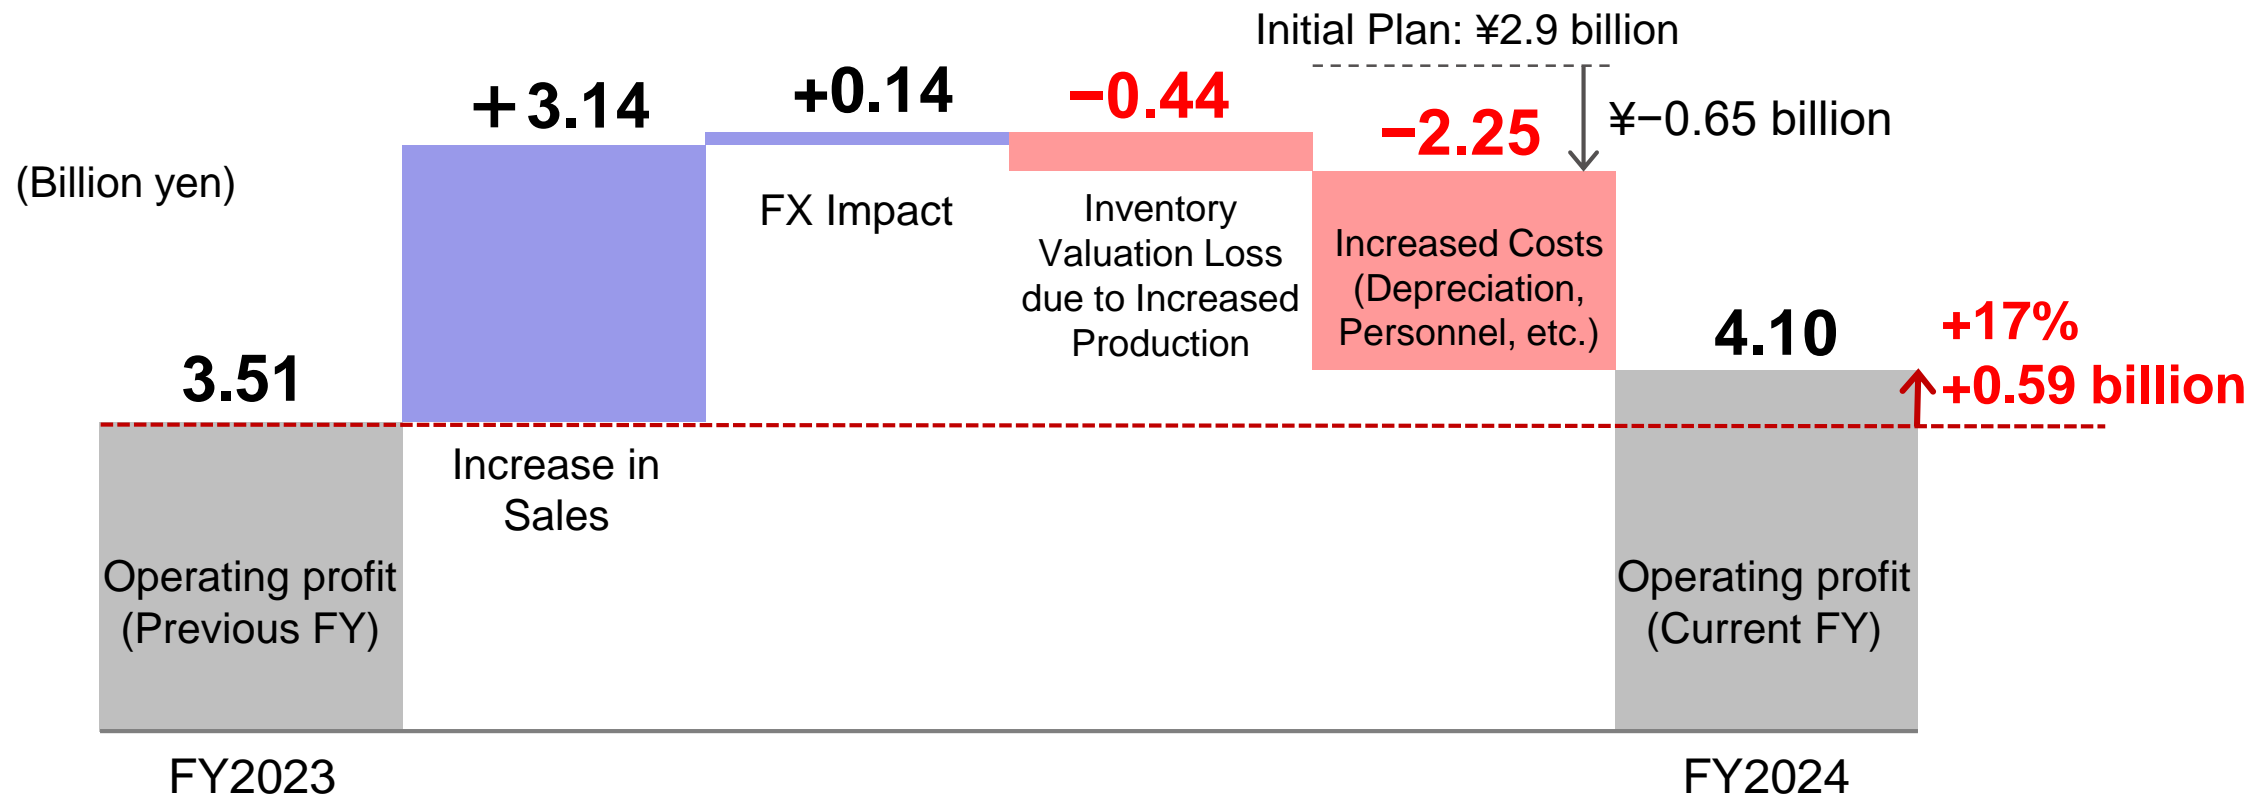 Initial Plan: ¥2.9 billion
¥−0.65 billion
(Billion yen)
3.51
Operating profit
(Previous FY)
FY2023
＋3.14
Increase in
Sales
+0.14
FX Impact
−0.44
Inventory
Valuation Loss
due to Increased
Production
−2.25
Increased Costs
(Depreciation,
Personnel, etc.)
4.10
Operating profit
(Current FY)
FY2024
+17%
+0.59 billion